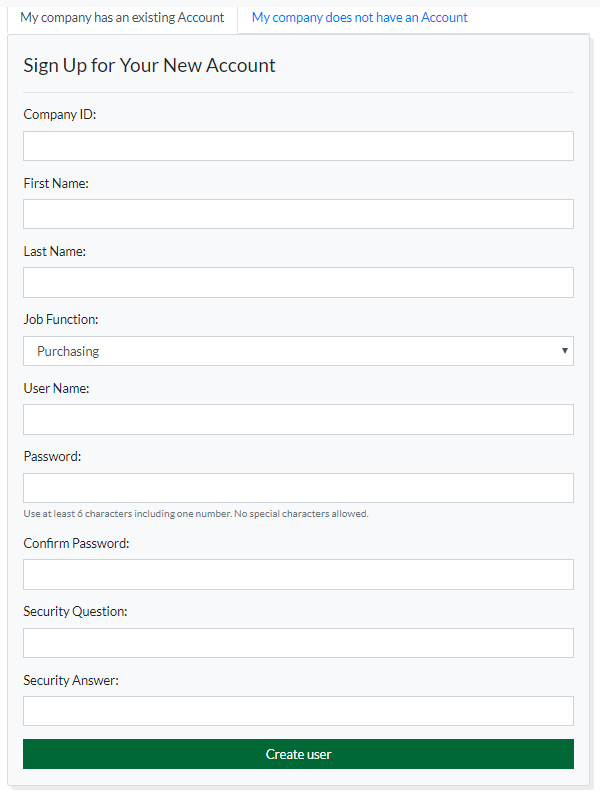 My company has an existing Account
My company does not have an Account
Sign Up for Your New Account
Company ID:
First Name:
Last Name:
Job Function:
Purchasing
User Name:
Password:
Use at least 6 characters including one number. No special characters allowed.
Confirm Password:
Security Question:
Security Answer:
Create user